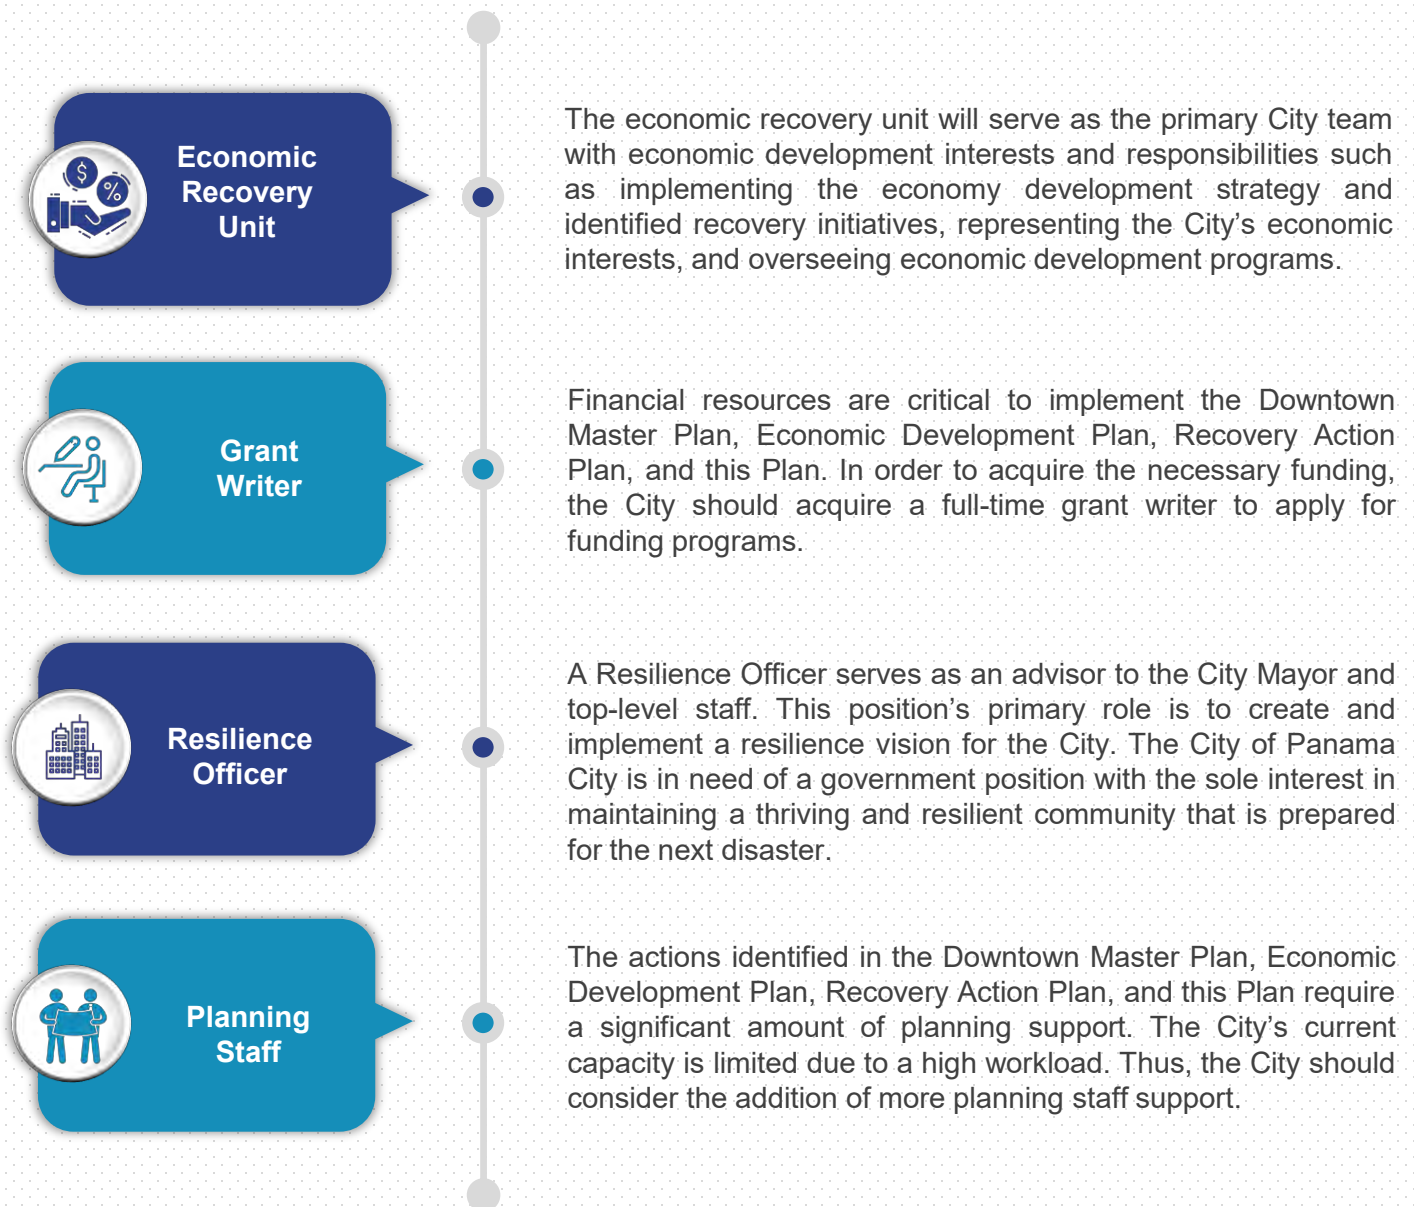 Economic
Recovery
Unit
The economic recovery unit will serve as the primary City team
with economic development interests and responsibilities such
as implementing the economy development strategy and
identified recovery initiatives, representing the City’s economic
interests, and overseeing economic development programs.
Grant
Writer
Financial resources are critical to implement the Downtown
Master Plan, Economic Development Plan, Recovery Action
Plan, and this Plan. In order to acquire the necessary funding,
the City should acquire a full-time grant writer to apply for
funding programs.
Resilience
Officer
A Resilience Officer serves as an advisor to the City Mayor and
top-level staff. This position’s primary role is to create and
implement a resilience vision for the City. The City of Panama
City is in need of a government position with the sole interest in
maintaining a thriving and resilient community that is prepared
for the next disaster.
Planning
Staff
The actions identified in the Downtown Master Plan, Economic
Development Plan, Recovery Action Plan, and this Plan require
a significant amount of planning support. The City’s current
capacity is limited due to a high workload. Thus, the City should
consider the addition of more planning staff support.